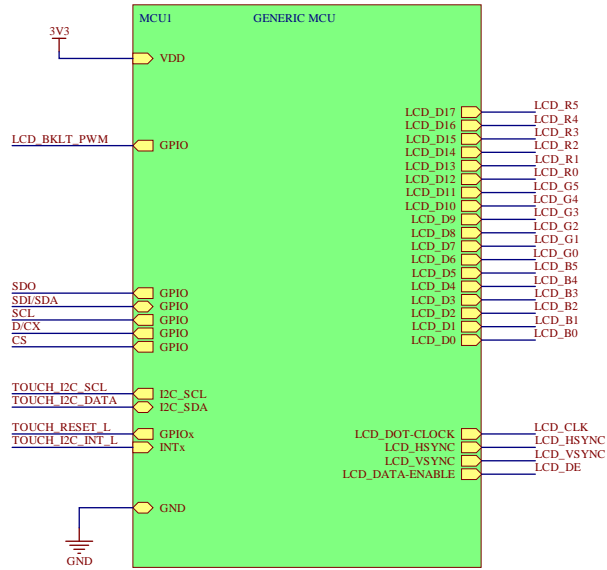 MCU1 GENERIC MCU
3V3
VDD
LCD_BKLT_PWM GPIO
LCD_D17 LCD_R5
LCD_D16 LCD_R4
LCD_D15 LCD_R3
LCD_D14 LCD_R2
LCD_D13 LCD_R1
LCD_D12 LCD_R0
LCD_D11 LCD_G5
LCD_D10 LCD_G4
LCD_D9 LCD_G3
LCD_D8 LCD_G2
LCD_D7 LCD_G1
LCD_D6 LCD_G0
LCD_D5 LCD_B5
LCD_D4 LCD_B4
LCD_D3 LCD_B3
LCD_D2 LCD_B2
LCD_D1 LCD_B1
LCD_D0 LCD_B0
SDO GPIO
SDI/SDA GPIO
SCL GPIO
D/CX GPIO
CS GPIO
TOUCH_I2C_SCL I2C_SCL
TOUCH_I2C_DATA I2C_SDA
TOUCH_RESET_L GPIOx
TOUCH_I2C_INT_L INTx
LCD_DOT-CLOCK LCD_CLK
LCD_HSYNC LCD_HSYNC
LCD_VSYNC LCD_VSYNC
LCD_DATA-ENABLE LCD_DE
GND
GND